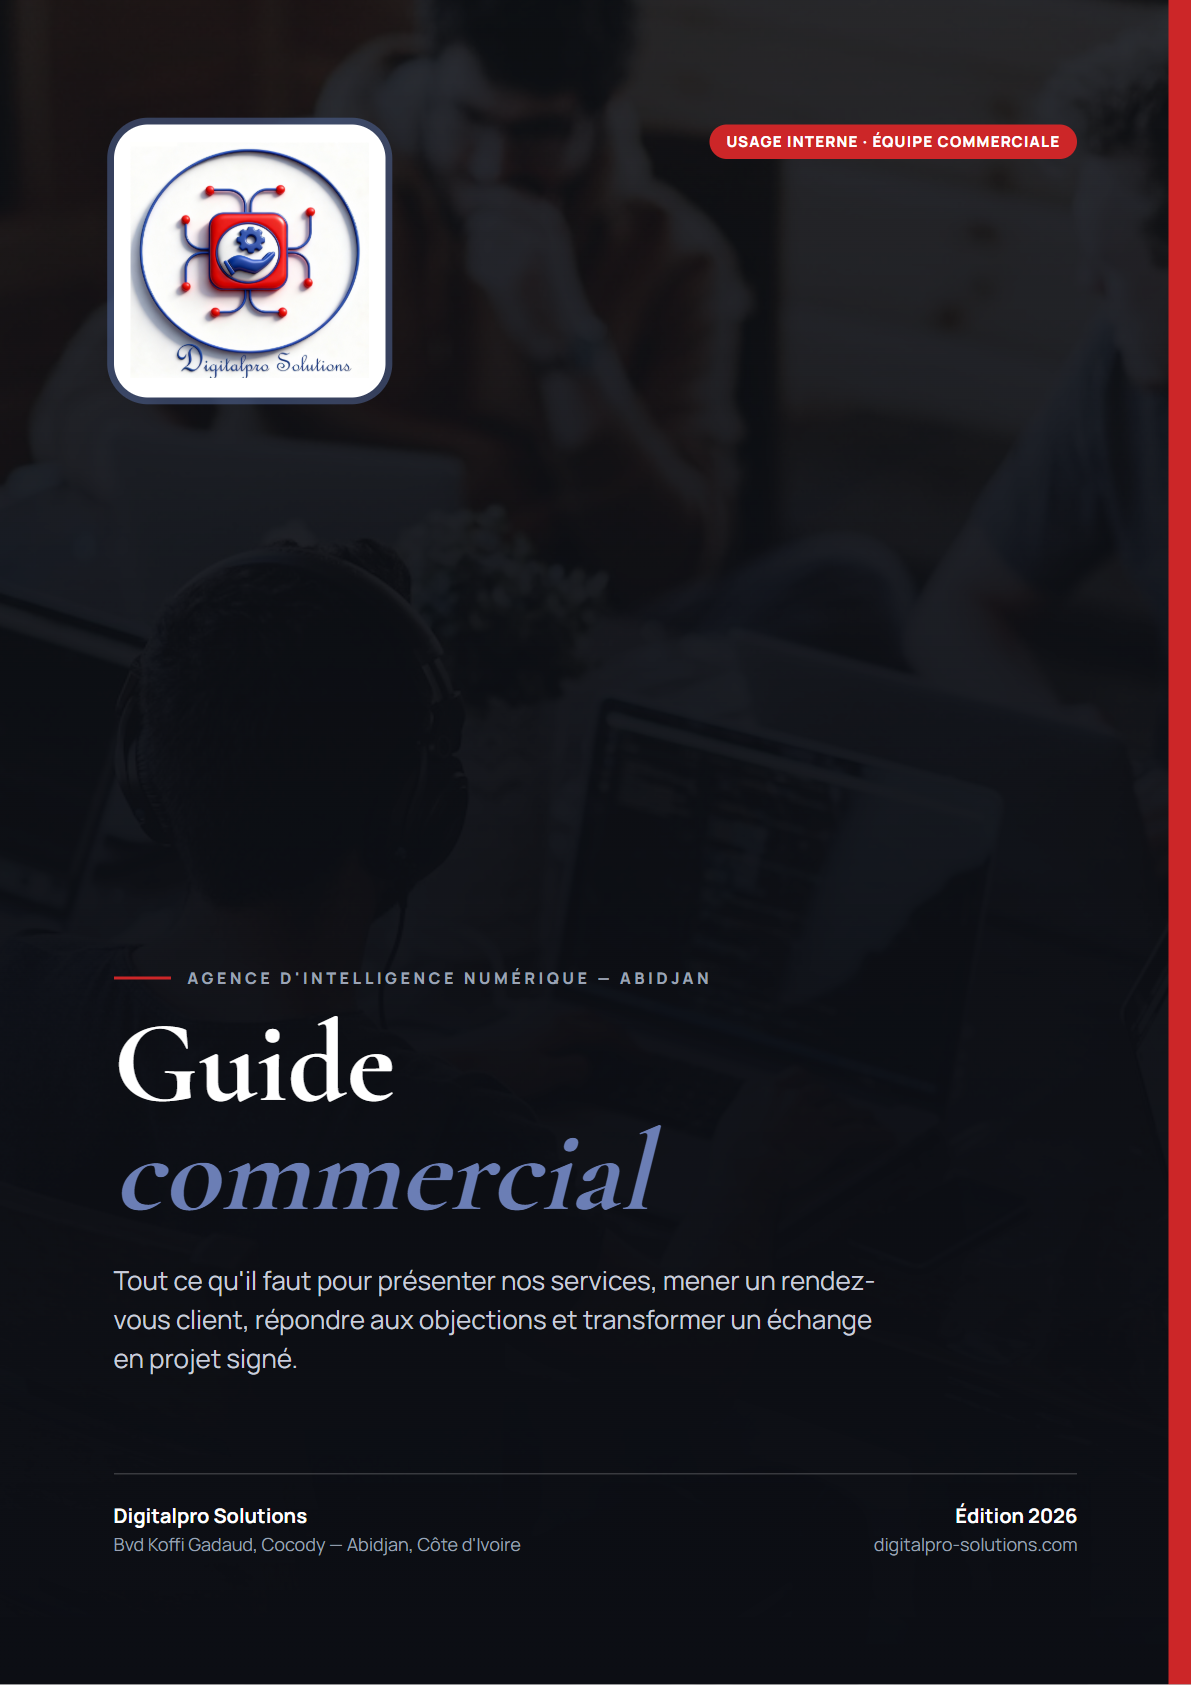 USAGE INTERNE · ÉQUIPE COMMERCIALE
Digitalpro Solutions
AGENCE D'INTELLIGENCE NUMÉRIQUE — ABIDJAN
Guide
commercial
Tout ce qu'il faut pour présenter nos services, mener un rendez-
vous client, répondre aux objections et transformer un échange
en projet signé.
Digitalpro Solutions
Bvd Koffi Gadaud, Cocody — Abidjan, Côte d'Ivoire
Édition 2026
digitalpro-solutions.com